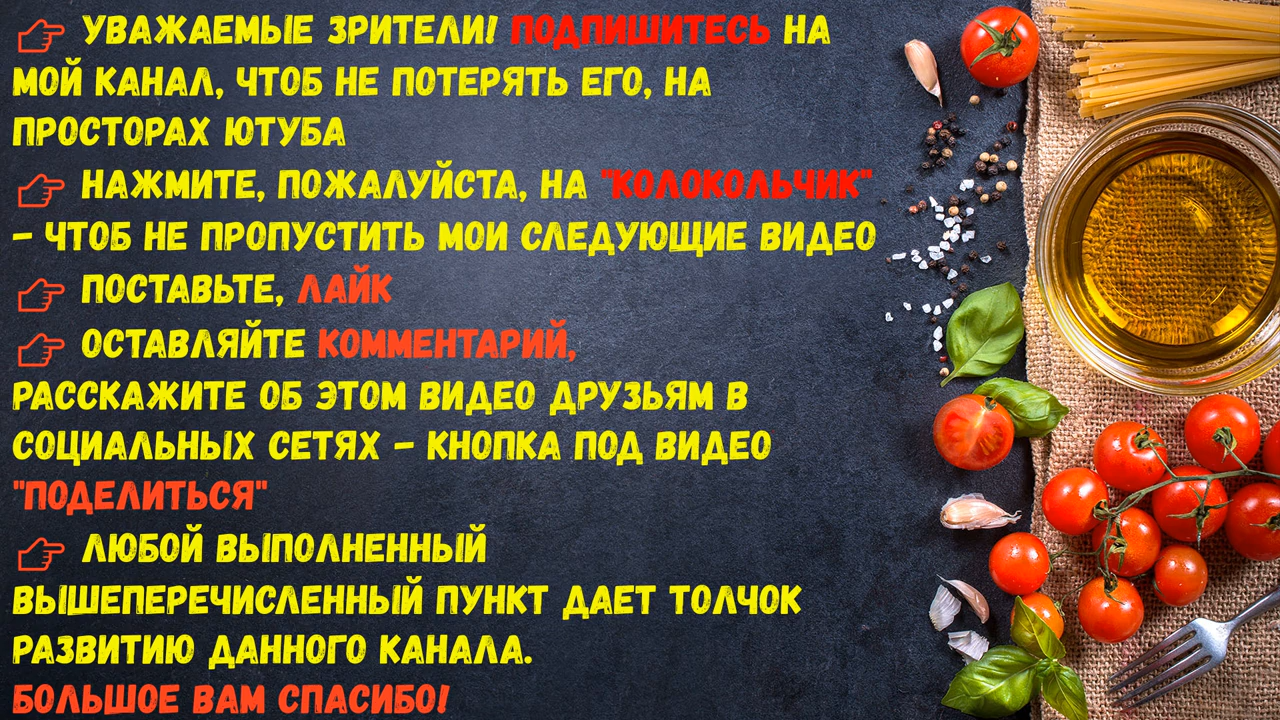 УВАЖАЕМЫЕ ЗРИТЕЛИ! ПОДПИШИТЕСЬ НА
МОЙ КАНАЛ, ЧТОБ НЕ ПОТЕРЯТЬ ЕГО, НА
ПРОСТОРАХ ЮТУБА
НАЖМИТЕ, ПОЖАЛУЙСТА, НА "КОЛОКОЛЬЧИК"
- ЧТОБ НЕ ПРОПУСТИТЬ МОИ СЛЕДУЮЩИЕ ВИДЕО
ПОСТАВЬТЕ, ЛАЙК
ОСТАВЛЯЙТЕ КОММЕНТАРИЙ,
РАССКАЖИТЕ ОБ ЭТОМ ВИДЕО ДРУЗЬЯМ В
СОЦИАЛЬНЫХ СЕТЯХ - КНОПКА ПОД ВИДЕО
"ПОДЕЛИТЬСЯ"
ЛЮБОЙ ВЫПОЛНЕННЫЙ
ВЫШЕПЕРЕЧИСЛЕННЫЙ ПУНКТ ДАЕТ ТОЛЧОК
РАЗВИТИЮ ДАННОГО КАНАЛА.
БОЛЬШОЕ ВАМ СПАСИБО!